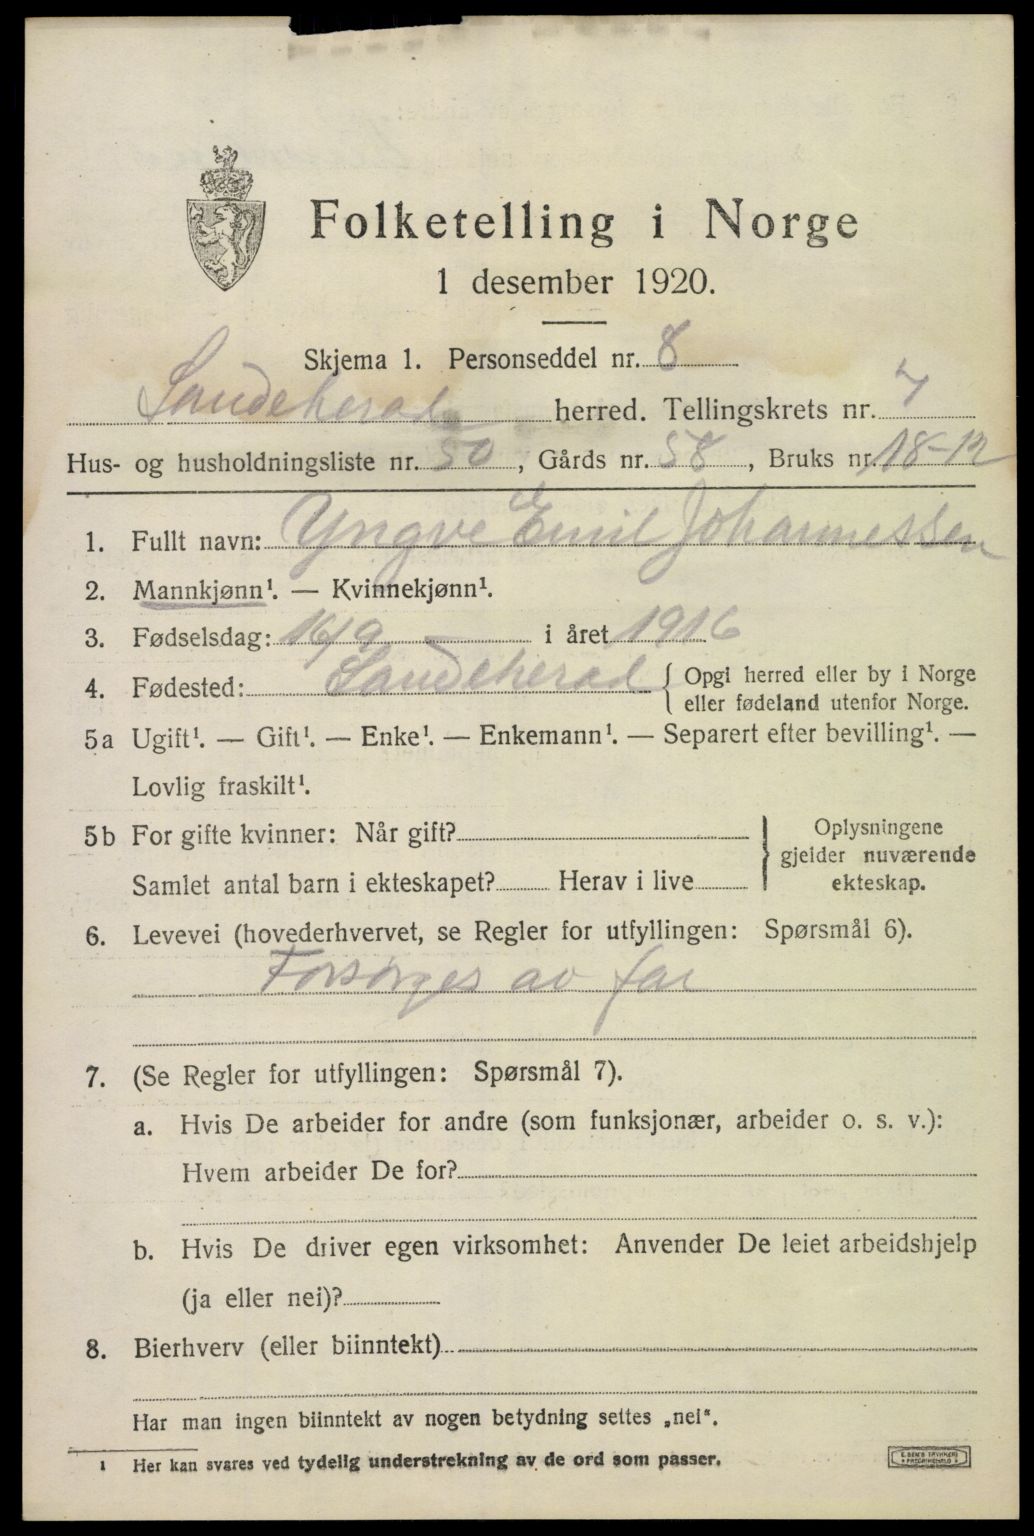 Folketelling i Norge
1 desember 1920.
Skjema 1. Personseddel nr. 8
Sandeherad herred. Tellingskrets nr. 7
Hus- og husholdningsliste nr. 50, Gårds nr. 58, Bruks nr. 18-12
1. Fullt navn: Yngve Emil Johannessen
2. Mannkjønn¹. — Kvinnekjønn¹.
3. Fødselsdag: 16/9 i året 1916
4. Fødested: Sandeherad { Opgi herred eller by i Norge
eller fødeland utenfor Norge.
5a Ugift¹. — Gift¹. — Enke¹. — Enkemann¹. — Separert efter bevilling¹. —
Lovlig fraskilt¹.
5b For gifte kvinner: Når gift?
Samlet antal barn i ekteskapet? Herav i live
} Oplysningene
gjelder nuværende
ekteskap.
6. Levevei (hovederhvervet, se Regler for utfyllingen: Spørsmål 6).
Forsørges av far
7. (Se Regler for utfyllingen: Spørsmål 7).
a. Hvis De arbeider for andre (som funksjonær, arbeider o. s. v.):
Hvem arbeider De for?
b. Hvis De driver egen virksomhet: Anvender De leiet arbeidshjelp
(ja eller nei)?
8. Bierhverv (eller biinntekt)
Har man ingen biinntekt av nogen betydning settes „nei“.
¹ Her kan svares ved tydelig understrekning av de ord som passer.